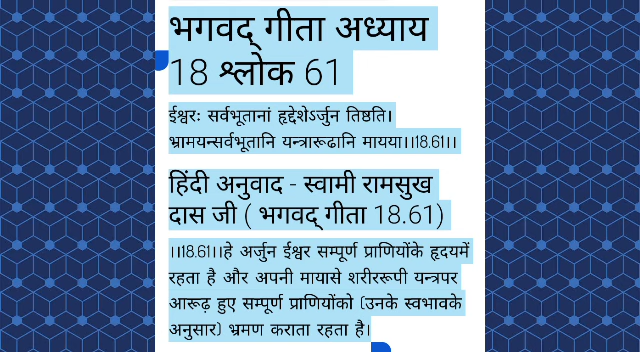 भगवद् गीता अध्याय
18 श्लोक 61
ईश्वरः सर्वभूतानां हृद्देशेऽर्जुन तिष्ठति।
भ्रामयन्सर्वभूतानि यन्त्रारूढानि मायया।।18.61।।
हिंदी अनुवाद - स्वामी रामसुख
दास जी ( भगवद् गीता 18.61)
।।18.61।।हे अर्जुन ईश्वर सम्पूर्ण प्राणियोंके हृदयमें
रहता है और अपनी मायासे शरीररूपी यन्त्रपर
आरूढ़ हुए सम्पूर्ण प्राणियोंको (उनके स्वभावके
अनुसार) भ्रमण कराता रहता है।